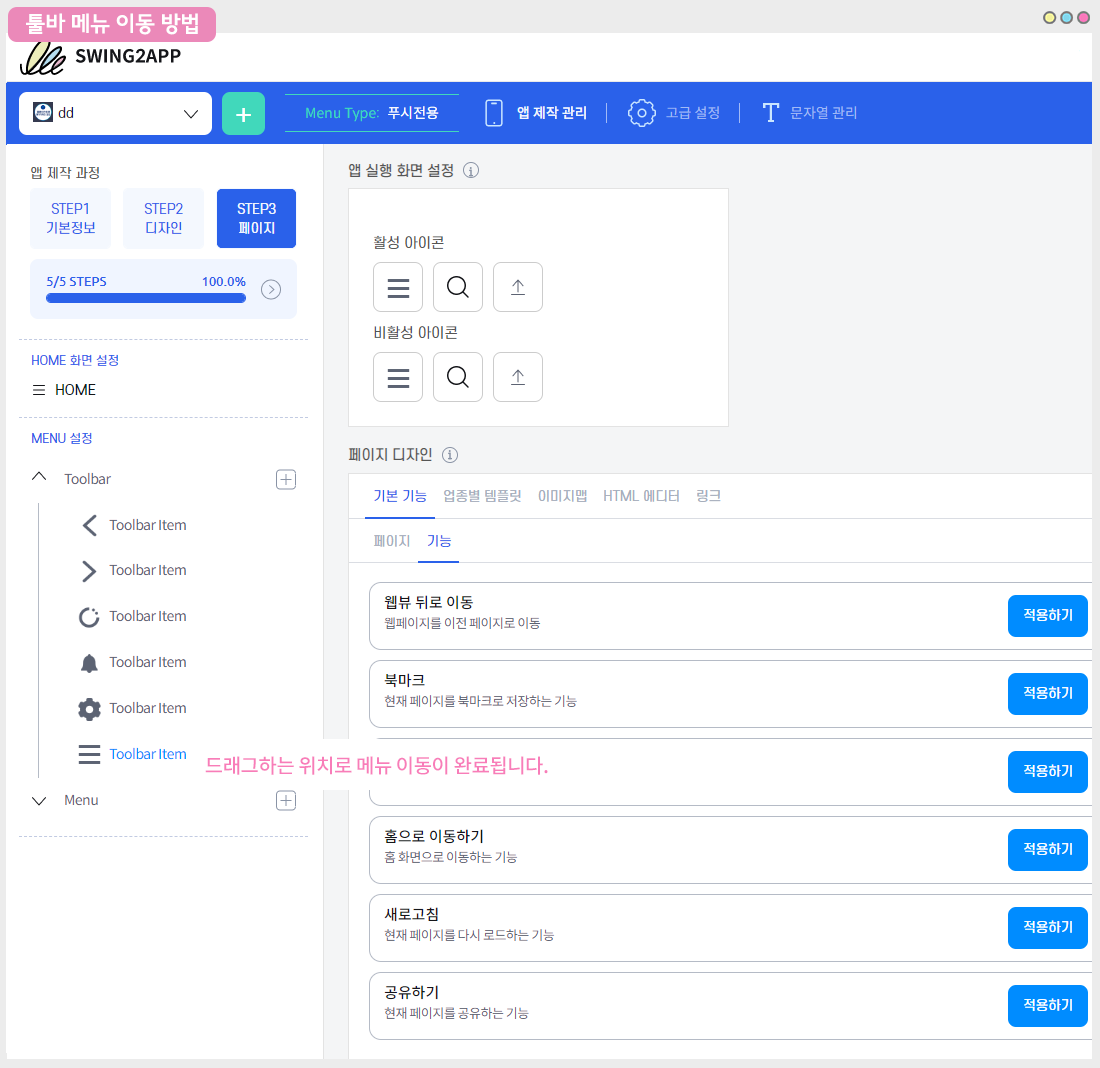 툴바 메뉴 이동 방법
SWING2APP
dd
Menu Type: 푸시전용
앱 제작 관리
고급 설정
문자열 관리
앱 제작 과정
STEP1
기본정보
STEP2
디자인
STEP3
페이지
5/5 STEPS
100.0%
HOME 화면 설정
HOME
MENU 설정
Toolbar
Toolbar Item
Toolbar Item
Toolbar Item
Toolbar Item
Toolbar Item
Toolbar Item
Menu
앱 실행 화면 설정
활성 아이콘
비활성 아이콘
페이지 디자인
기본 기능 업종별 템플릿 이미지맵 HTML 에디터 링크
페이지 기능
웹뷰 뒤로 이동
웹페이지를 이전 페이지로 이동
적용하기
북마크
현재 페이지를 북마크로 저장하는 기능
적용하기
드래그하는 위치로 메뉴 이동이 완료됩니다.
적용하기
홈으로 이동하기
홈 화면으로 이동하는 기능
적용하기
새로고침
현재 페이지를 다시 로드하는 기능
적용하기
공유하기
현재 페이지를 공유하는 기능
적용하기